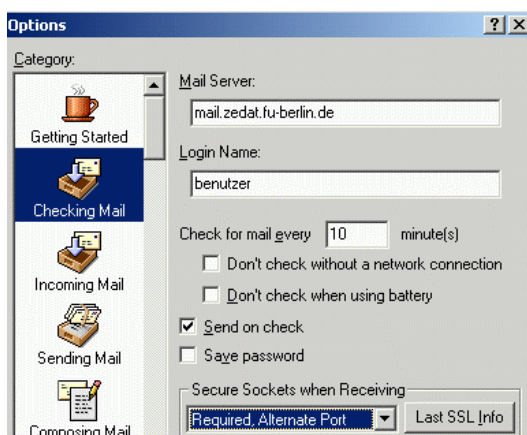 Options
Category:
Getting Started
Checking Mail
Incoming Mail
Sending Mail
Composing Mail
Mail Server:
mail.zedat.fu-berlin.de
Login Name:
benutzer
Check for mail every 10 minute(s)
Don't check without a network connection
Don't check when using battery
Send on check
Save password
Secure Sockets when Receiving
Required, Alternate Port
Last SSL Info